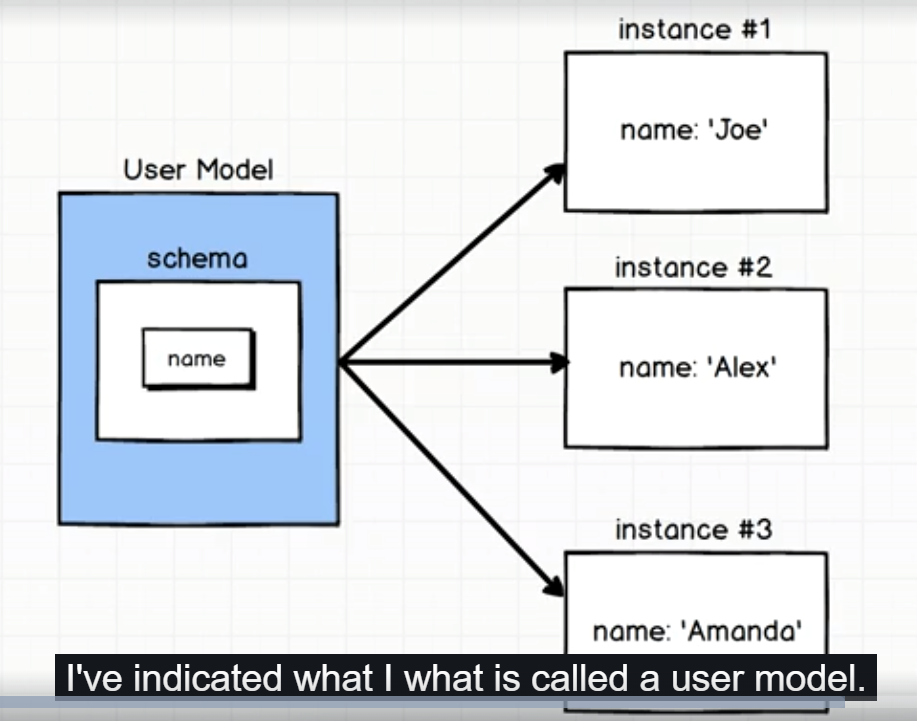 User Model
schema
name
instance #1
name: 'Joe'
instance #2
name: 'Alex'
instance #3
name: 'Amanda'
I've indicated what I what is called a user model.